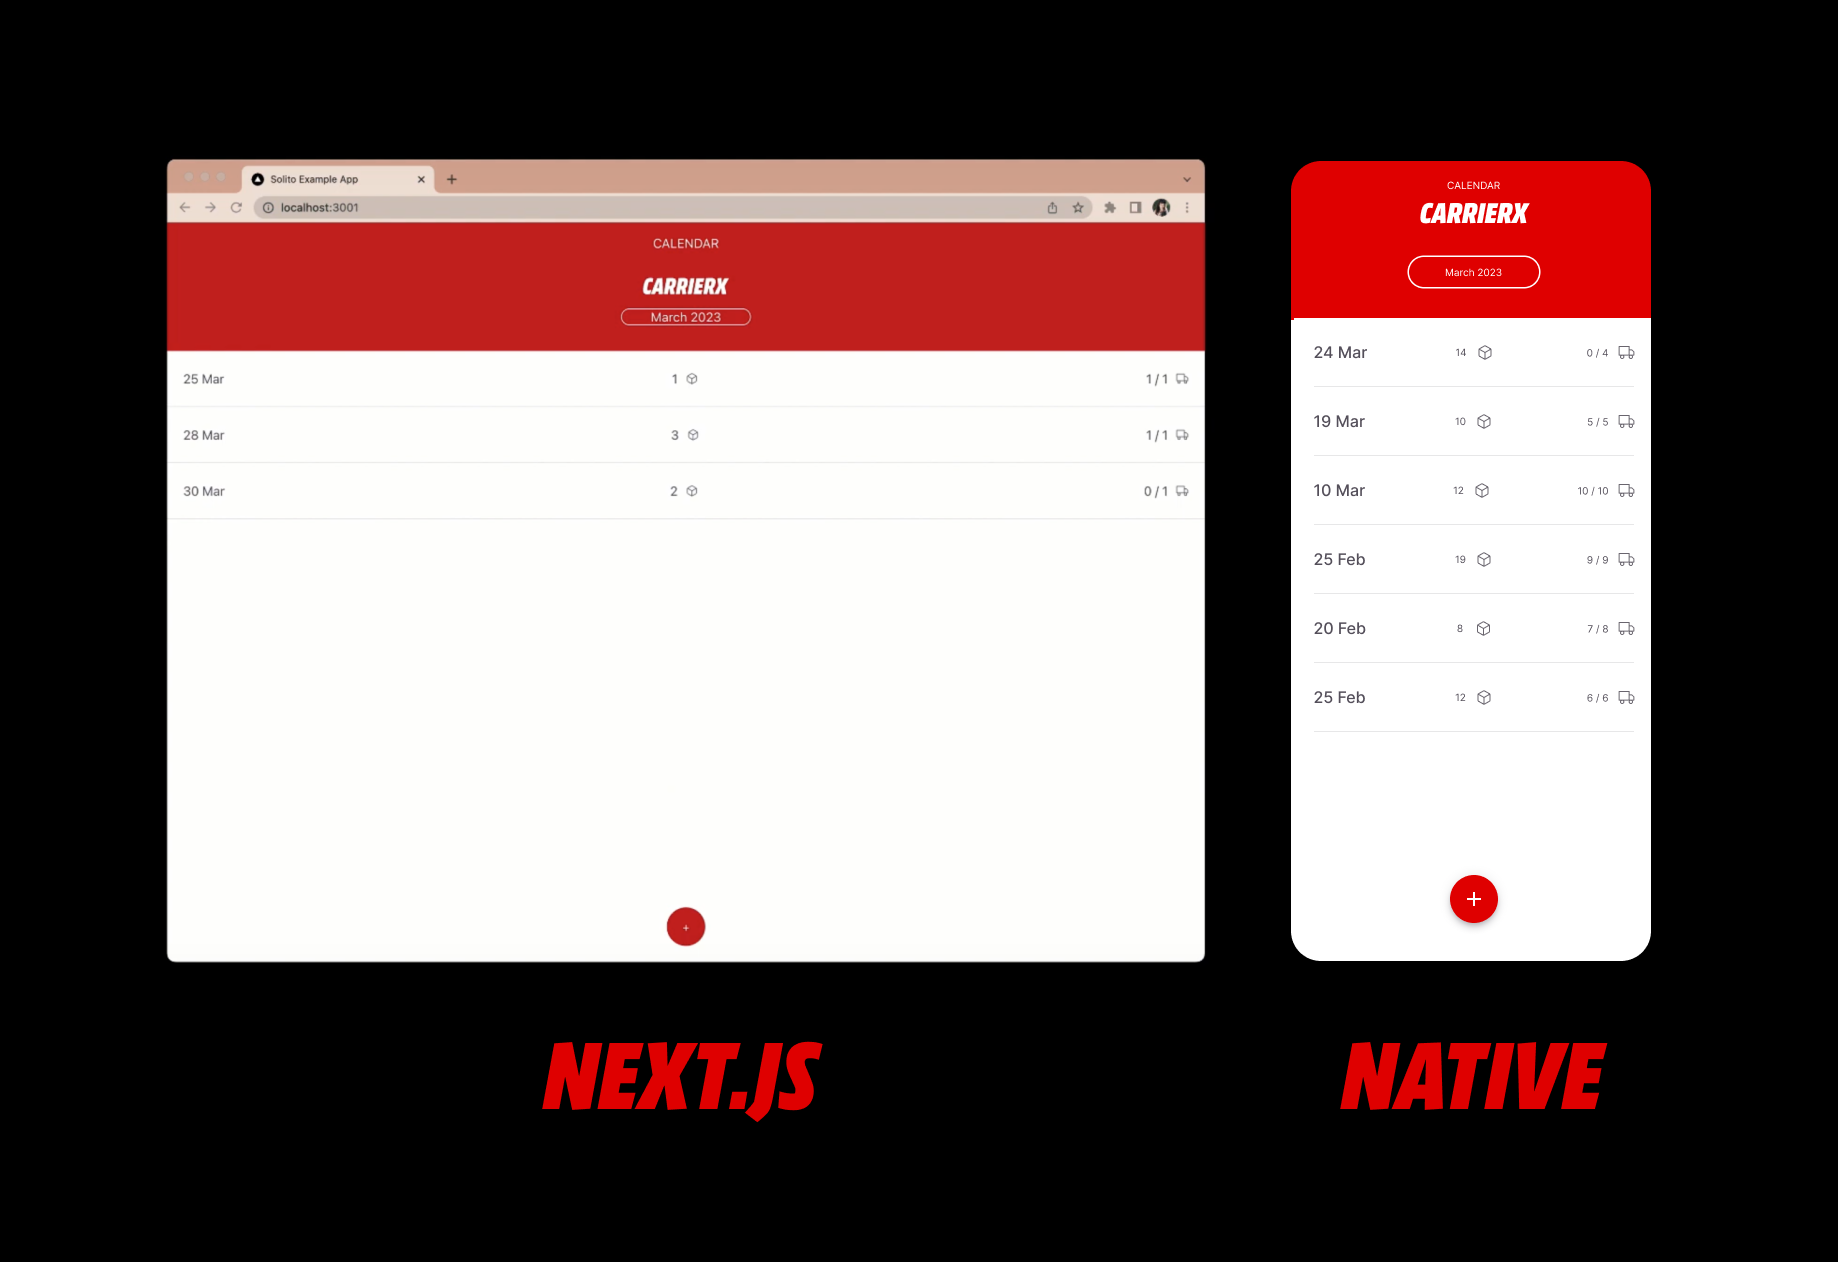 Solito Example App
localhost:3001
CALENDAR
CARRIERX
March 2023
25 Mar 1 1 / 1
28 Mar 3 1 / 1
30 Mar 2 0 / 1
+
NEXT.JS
CALENDAR
CARRIERX
March 2023
24 Mar 14 0 / 4
19 Mar 10 5 / 5
10 Mar 12 10 / 10
25 Feb 19 9 / 9
20 Feb 8 7 / 8
25 Feb 12 6 / 6
+
NATIVE